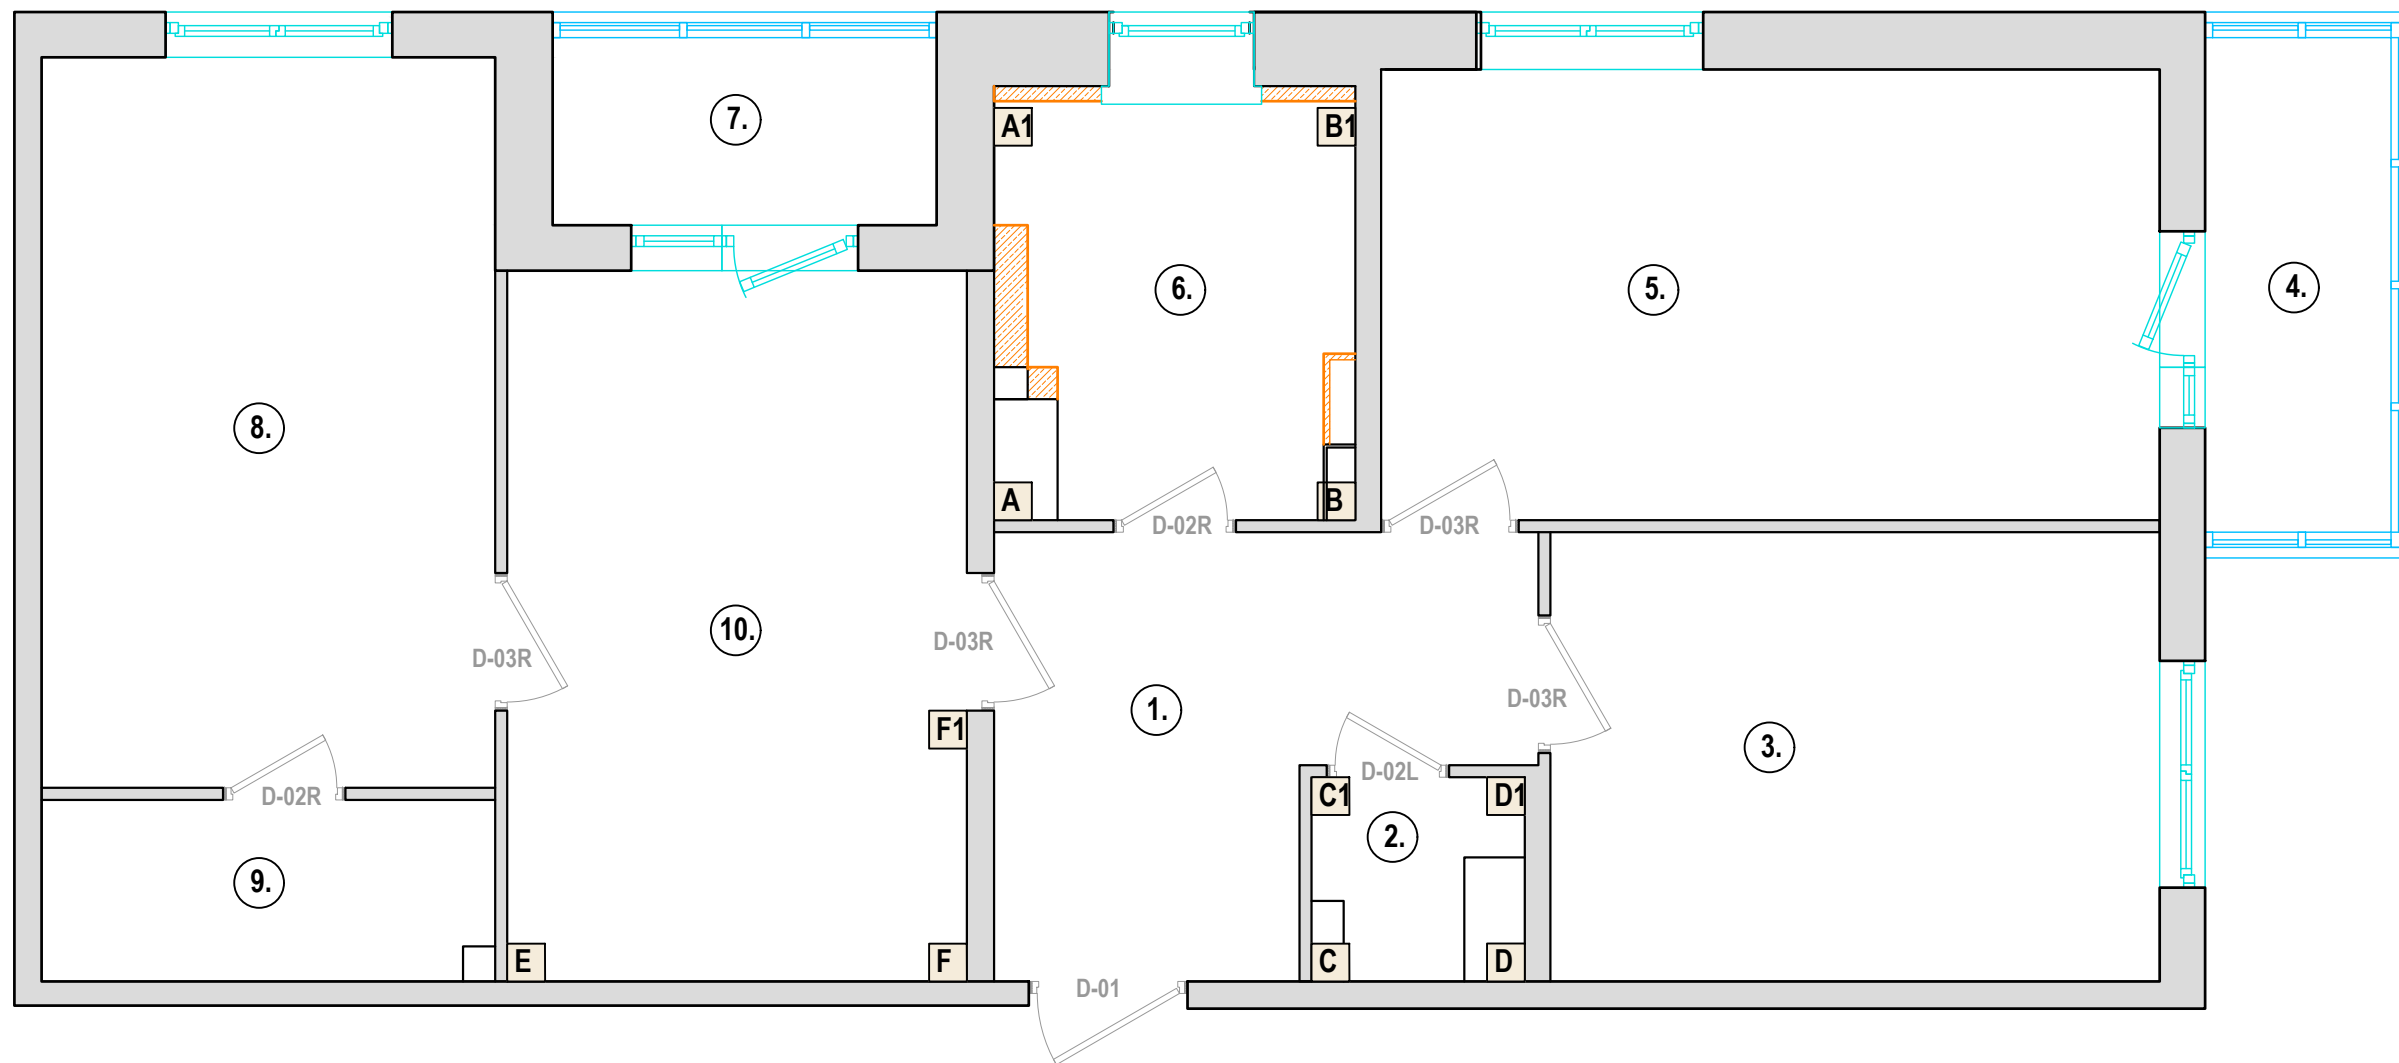 7.
A1
B1
6.
5.
4.
8.
A
B
D-02R
D-03R
10.
D-03R
D-03R
D-03R
1.
F1
3.
D-02L
D-02R
C1
D1
2.
9.
E
F
C
D
D-01